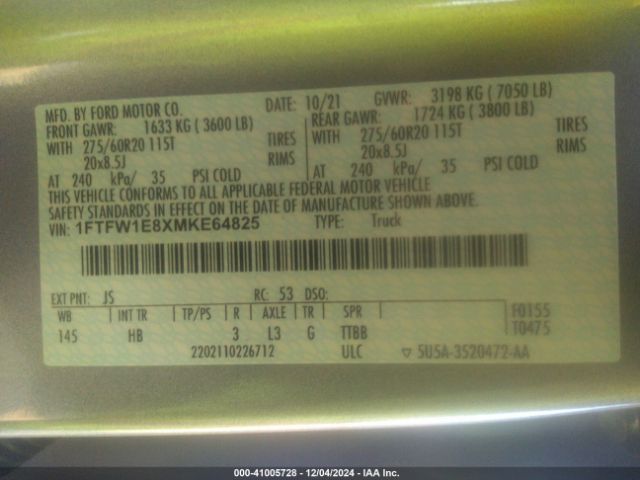 MFD. BY FORD MOTOR CO. DATE: 10/21 GVWR: 3198 KG ( 7050 LB)
FRONT GAWR: 1633 KG ( 3600 LB) REAR GAWR: 1724 KG ( 3800 LB)
WITH 275/60R20 115T TIRES WITH 275/60R20 115T TIRES
20x8.5J RIMS 20x8.5J RIMS
AT 240 kPa/ 35 PSI COLD AT 240 kPa/ 35 PSI COLD
THIS VEHICLE CONFORMS TO ALL APPLICABLE FEDERAL MOTOR VEHICLE
SAFETY STANDARDS IN EFFECT ON THE DATE OF MANUFACTURE SHOWN ABOVE.
VIN: 1FTFW1E8XMKE64825 TYPE: Truck
EXT PNT: JS RC: 53 DSO:
WB INT TR TP/PS R AXLE TR SPR F0155
145 HB 3 L3 G TTBB T0475
2202110226712 ULC ▽ 5U5A-3520472-AA
000-41005728 - 12/04/2024 - IAA Inc.